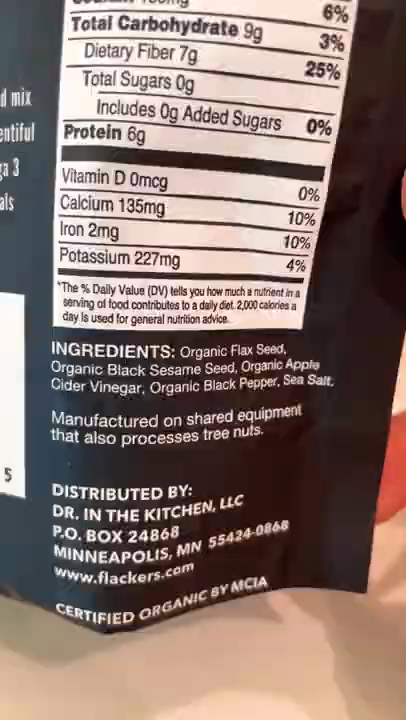 6%
Total Carbohydrate 9g 3%
Dietary Fiber 7g 25%
Total Sugars 0g
Includes 0g Added Sugars 0%
Protein 6g
Vitamin D 0mcg 0%
Calcium 135mg 10%
Iron 2mg 10%
Potassium 227mg 4%
*The % Daily Value (DV) tells you how much a nutrient in a
serving of food contributes to a daily diet. 2,000 calories a
day is used for general nutrition advice.
INGREDIENTS: Organic Flax Seed,
Organic Black Sesame Seed, Organic Apple
Cider Vinegar, Organic Black Pepper, Sea Salt.
Manufactured on shared equipment
that also processes tree nuts.
DISTRIBUTED BY:
DR. IN THE KITCHEN, LLC
P.O. BOX 24868
MINNEAPOLIS, MN 55424-0868
www.flackers.com
CERTIFIED ORGANIC BY MCIA
mix
3
5